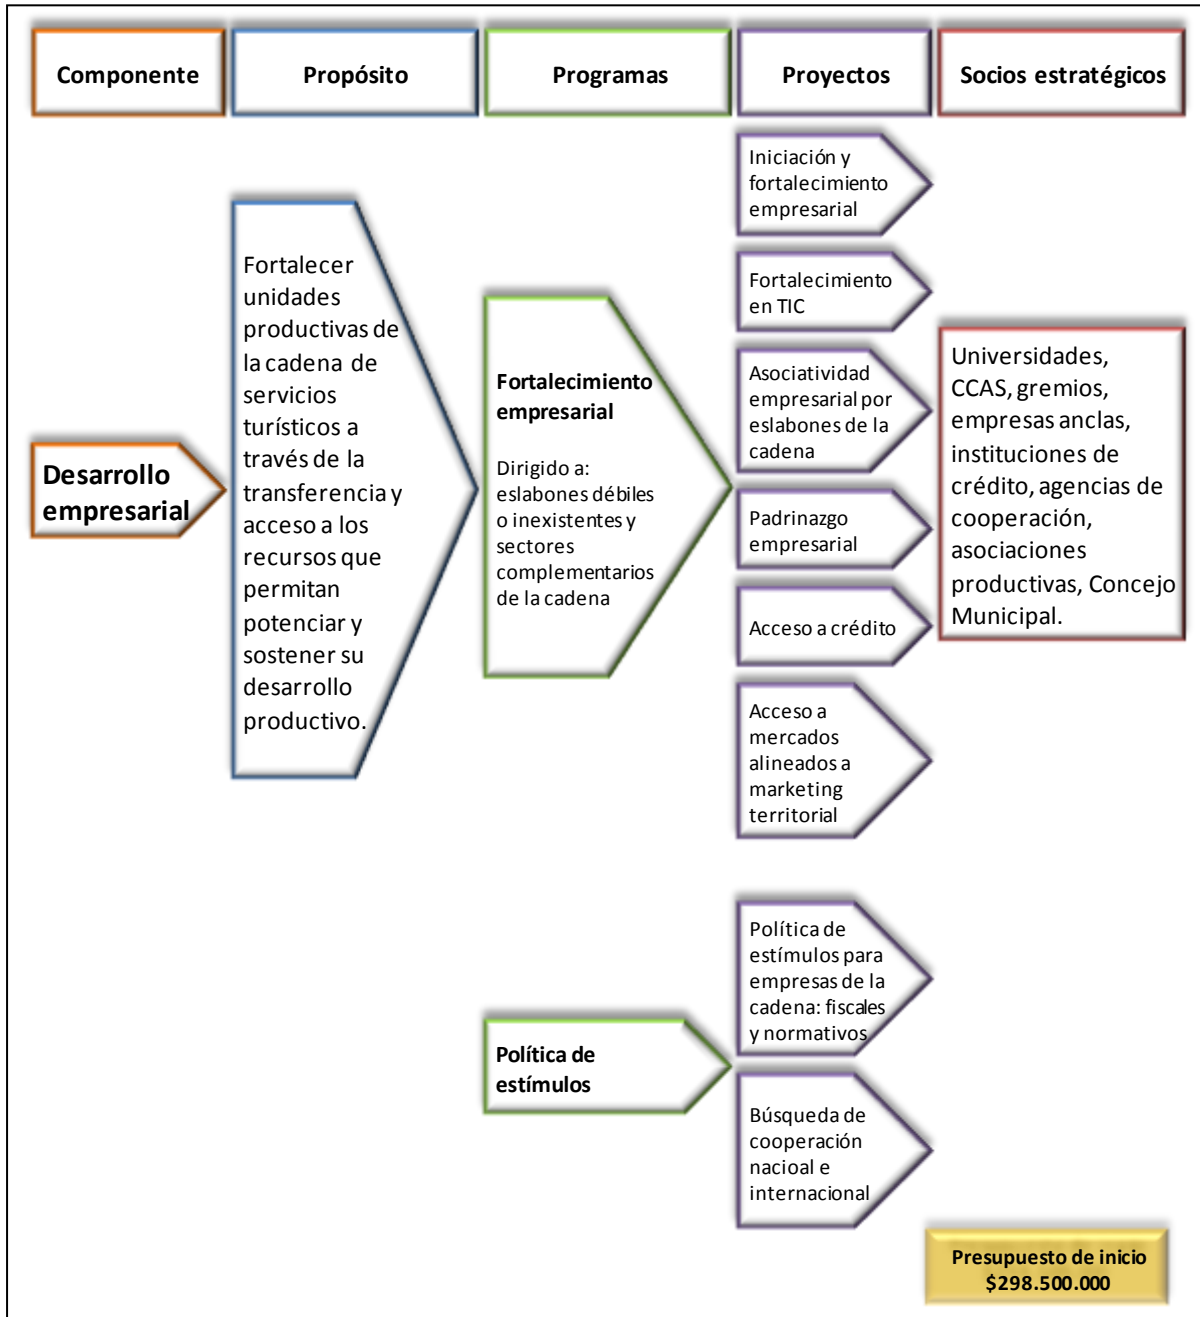 Componente
Propósito
Programas
Proyectos
Socios estratégicos
Desarrollo
empresarial
Fortalecer
unidades
productivas de
la cadena de
servicios
turísticos a
través de la
transferencia y
acceso a los
recursos que
permitan
potenciar y
sostener su
desarrollo
productivo.
Fortalecimiento
empresarial
Dirigido a:
eslabones débiles
o inexistentes y
sectores
complementarios
de la cadena
Política de
estímulos
Iniciación y
fortalecimiento
empresarial
Fortalecimiento
en TIC
Asociatividad
empresarial por
eslabones de la
cadena
Padrinazgo
empresarial
Acceso a crédito
Acceso a
mercados
alineados a
marketing
territorial
Política de
estímulos para
empresas de la
cadena: fiscales
y normativos
Búsqueda de
cooperación
nacioal e
internacional
Universidades,
CCAS, gremios,
empresas anclas,
instituciones de
crédito, agencias de
cooperación,
asociaciones
productivas, Concejo
Municipal.
Presupuesto de inicio
$298.500.000